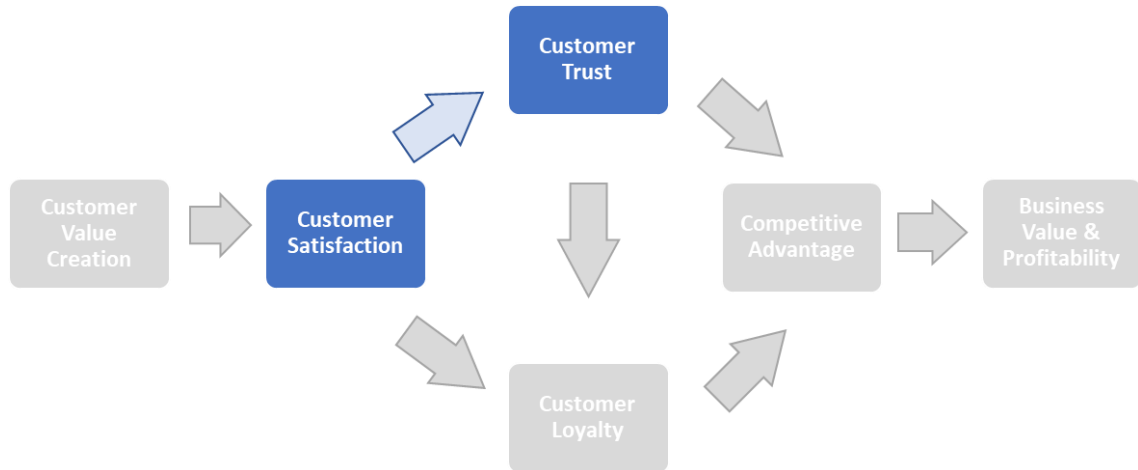 Customer
Trust
Customer
Value
Creation
Customer
Satisfaction
Competitive
Advantage
Business
Value &
Profitability
Customer
Loyalty